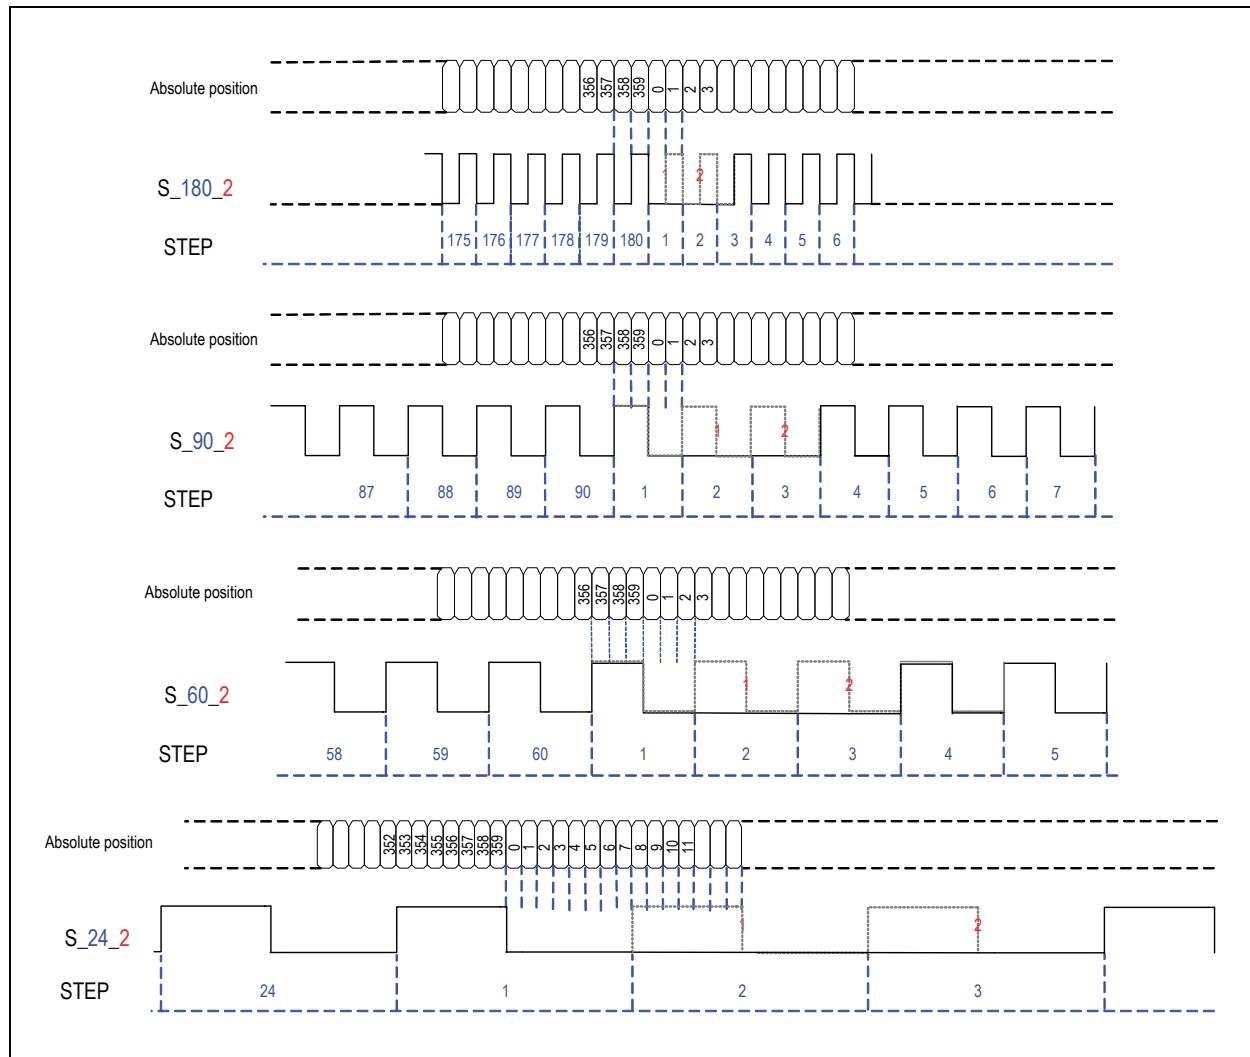 Absolute position
356 357 358 359 0 1 2 3
S_180_2
1 2
STEP
175 176 177 178 179 180 1 2 3 4 5 6
Absolute position
356 357 358 359 0 1 2 3
S_90_2
1 2
STEP
87 88 89 90 1 2 3 4 5 6 7
Absolute position
356 357 358 359 0 1 2 3
S_60_2
1 2
STEP
58 59 60 1 2 3 4 5
Absolute position
352 353 354 355 356 357 358 359 0 1 2 3 4 5 6 7 8 9 10 11
S_24_2
1 2
STEP
24 1 2 3